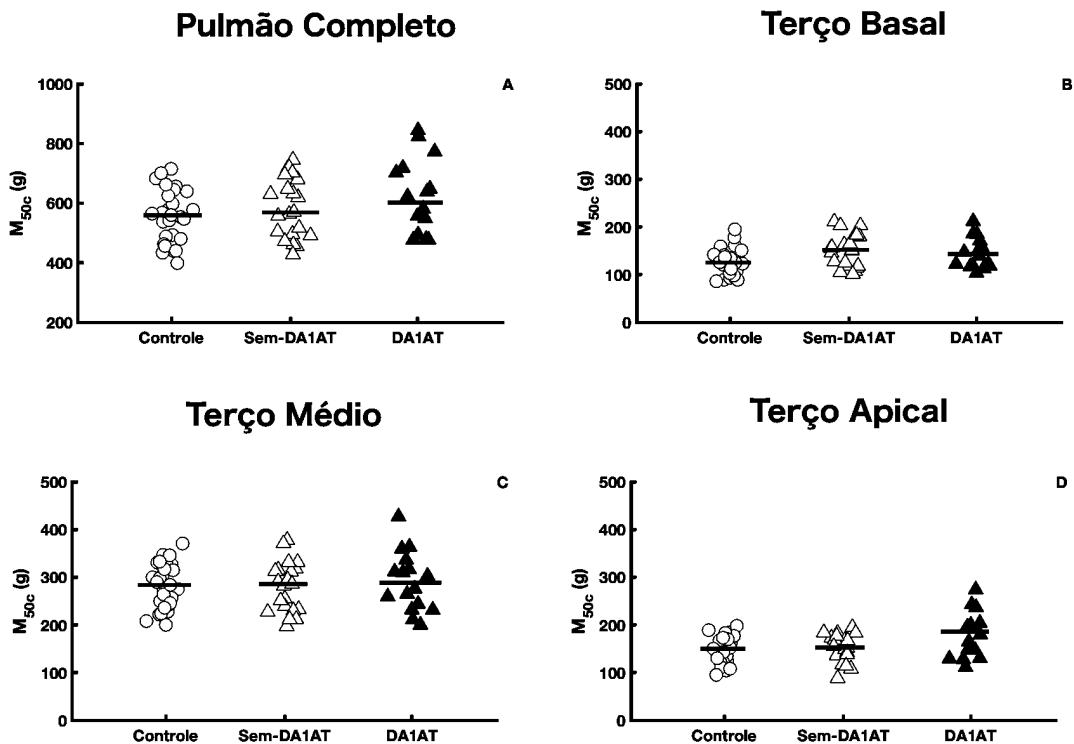 Pulmão Completo
A
M50c (g)
1000
800
600
400
200
Controle Sem-DA1AT DA1AT
Terço Basal
B
M50c (g)
500
400
300
200
100
0
Controle Sem-DA1AT DA1AT
Terço Médio
C
M50c (g)
500
400
300
200
100
0
Controle Sem-DA1AT DA1AT
Terço Apical
D
M50c (g)
500
400
300
200
100
0
Controle Sem-DA1AT DA1AT